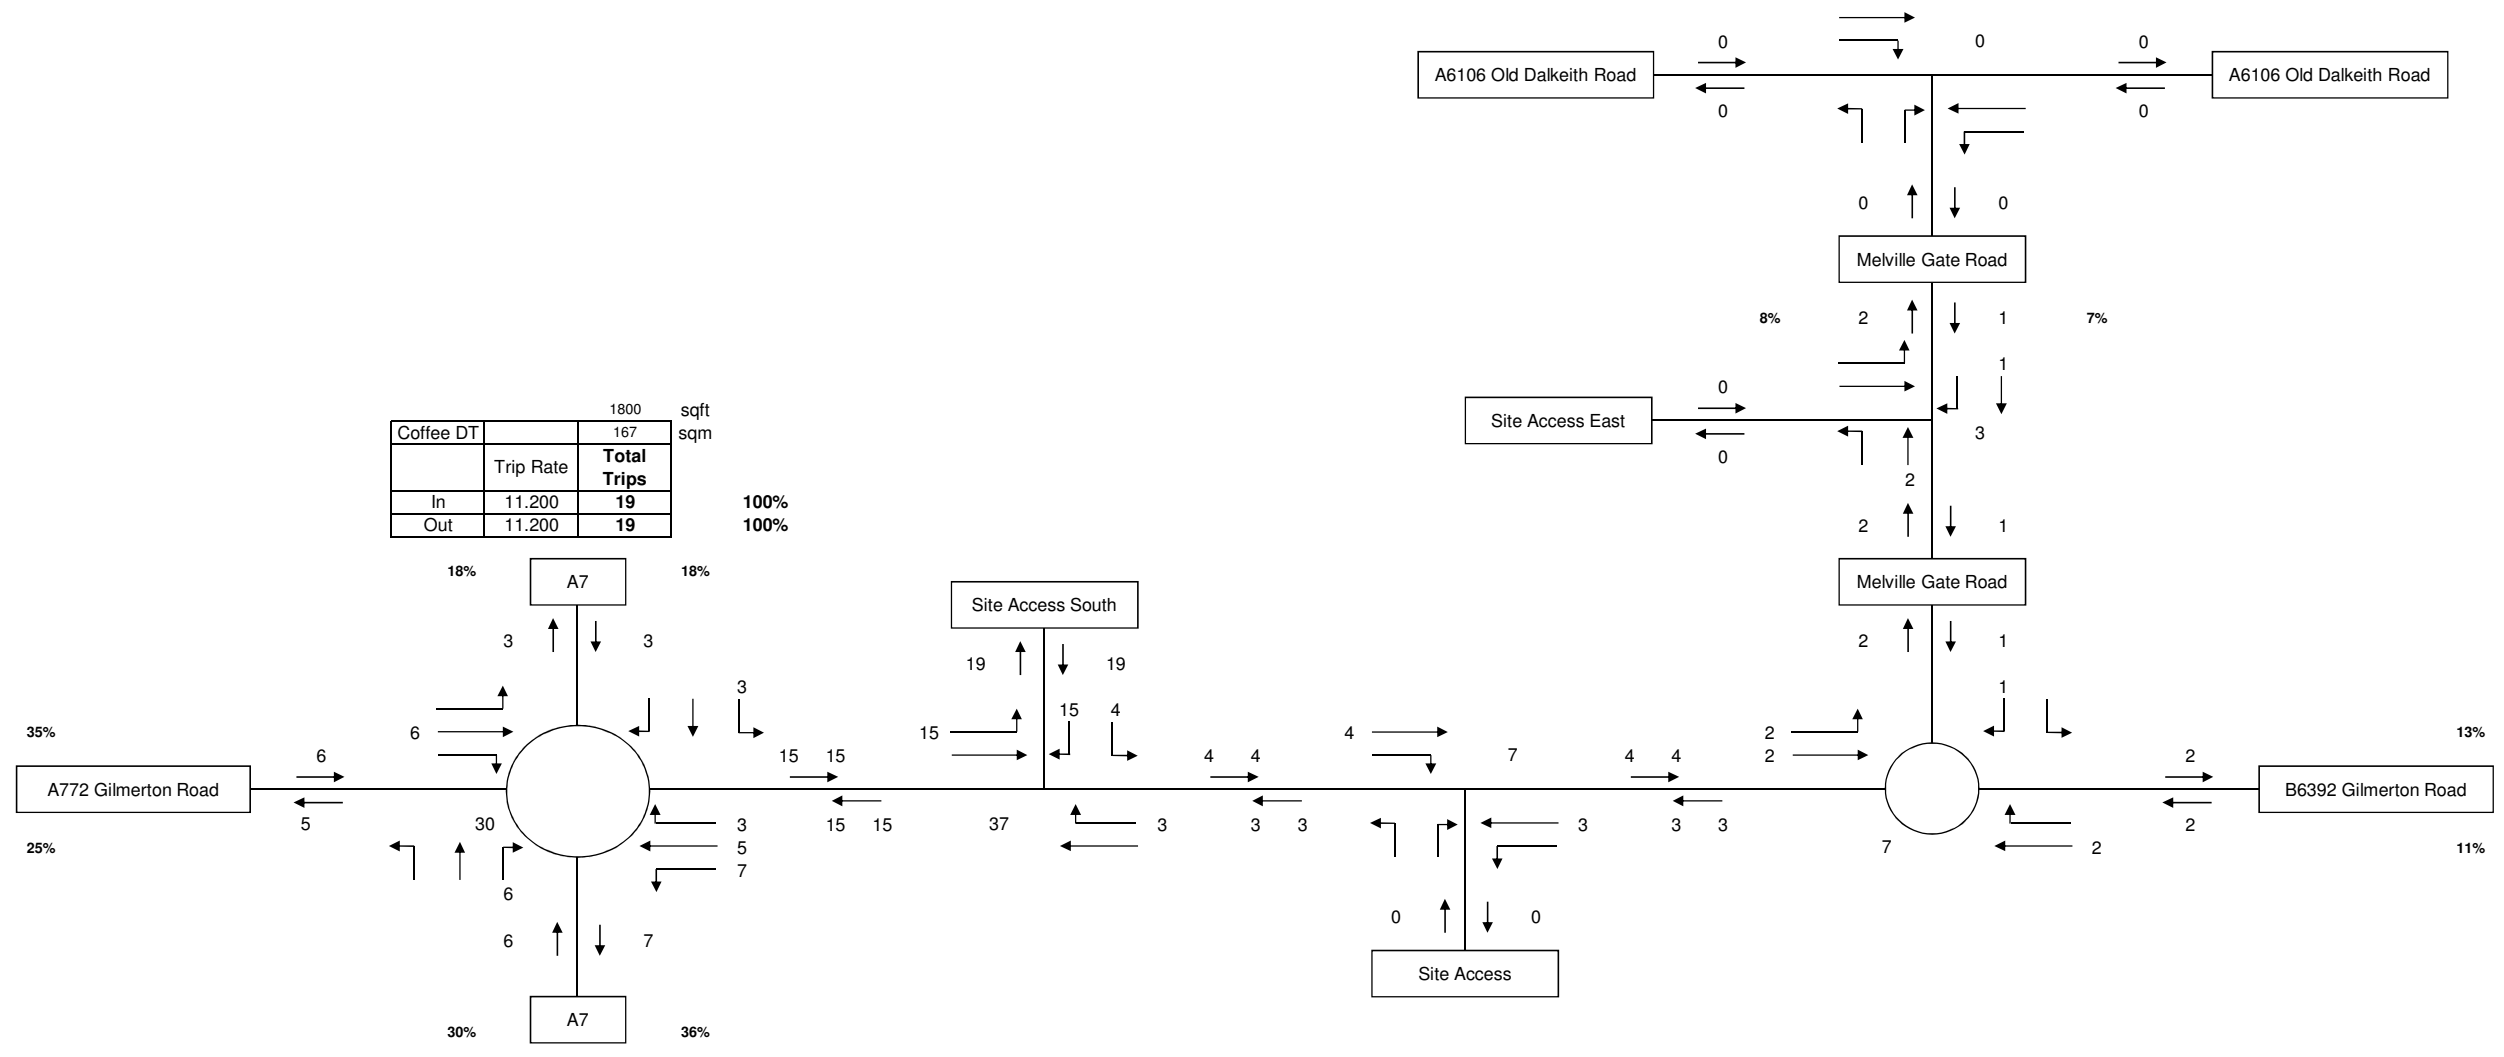 0 0 0
A6106 Old Dalkeith Road A6106 Old Dalkeith Road
0 0
0 0
Melville Gate Road
8% 2 1 7%
1
0
1800 sqft
Site Access East
Coffee DT 167 sqm
3
0
Trip Rate Total Trips
2
In 11.200 19 100%
Out 11.200 19 100%
2 1
18% A7 18%
Melville Gate Road
Site Access South
3 3 2 1
19 19
3 1
15 4
35% 6 15 4 2 13%
6 15 15 4 4 7 4 4 2 2
A772 Gilmerton Road B6392 Gilmerton Road
5 30 3 15 15 37 3 3 3 3 3 3 2
25% 5 7 2 11%
7
6
0 0
6 7
Site Access
A7
30% 36%